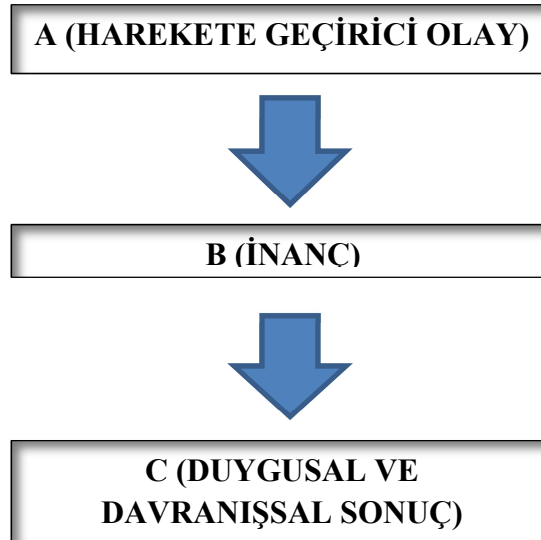 A (HAREKETE GEÇİRİCİ OLAY)
B (İNANÇ)
C (DUYGUSAL VE
DAVRANIŞSAL SONUÇ)